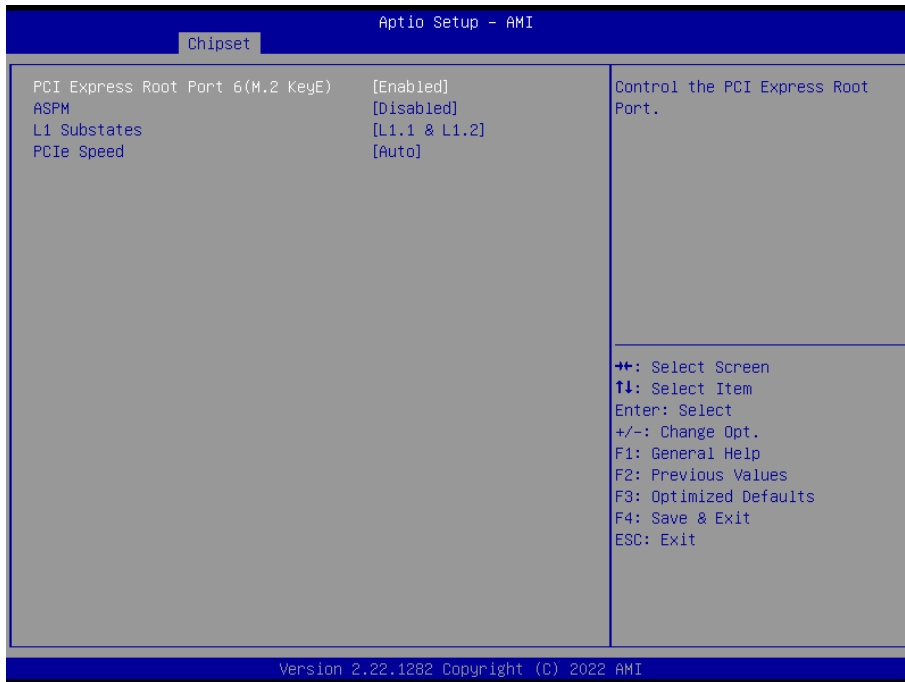 Aptio Setup – AMI
Chipset
PCI Express Root Port 6(M.2 KeyE) [Enabled]
ASPM [Disabled]
L1 Substates [L1.1 & L1.2]
PCIe Speed [Auto]
Control the PCI Express Root
Port.
→←: Select Screen
↑↓: Select Item
Enter: Select
+/-: Change Opt.
F1: General Help
F2: Previous Values
F3: Optimized Defaults
F4: Save & Exit
ESC: Exit
Version 2.22.1282 Copyright (C) 2022 AMI